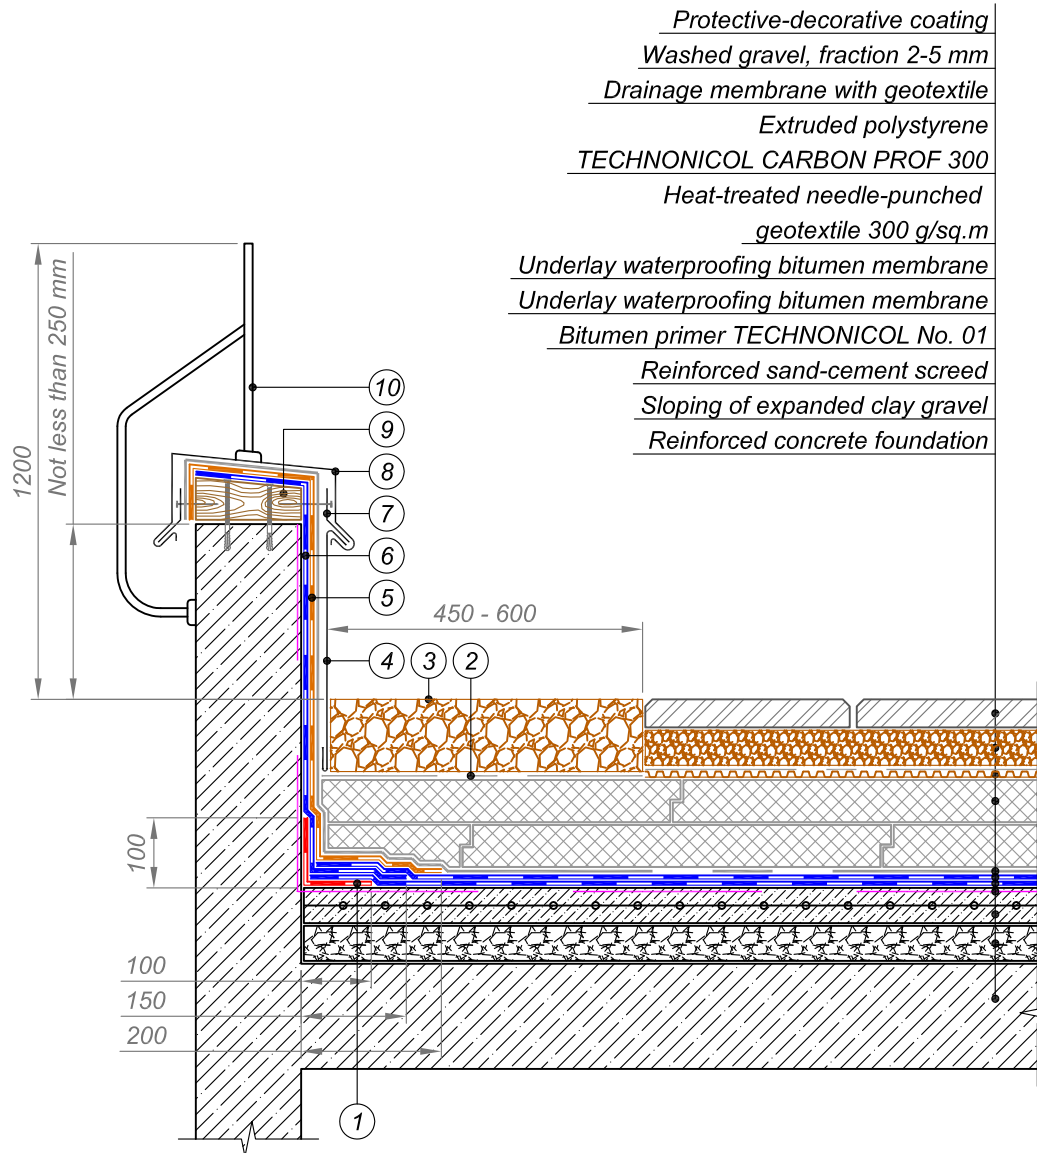 Protective-decorative coating
Washed gravel, fraction 2-5 mm
Drainage membrane with geotextile
Extruded polystyrene
TECHNONICOL CARBON PROF 300
Heat-treated needle-punched
geotextile 300 g/sq.m
Underlay waterproofing bitumen membrane
Underlay waterproofing bitumen membrane
Bitumen primer TECHNONICOL No. 01
Reinforced sand-cement screed
Sloping of expanded clay gravel
Reinforced concrete foundation
1200
Not less than 250 mm
10
9
8
7
6
5
450 - 600
4
3
2
100
100
150
200
1